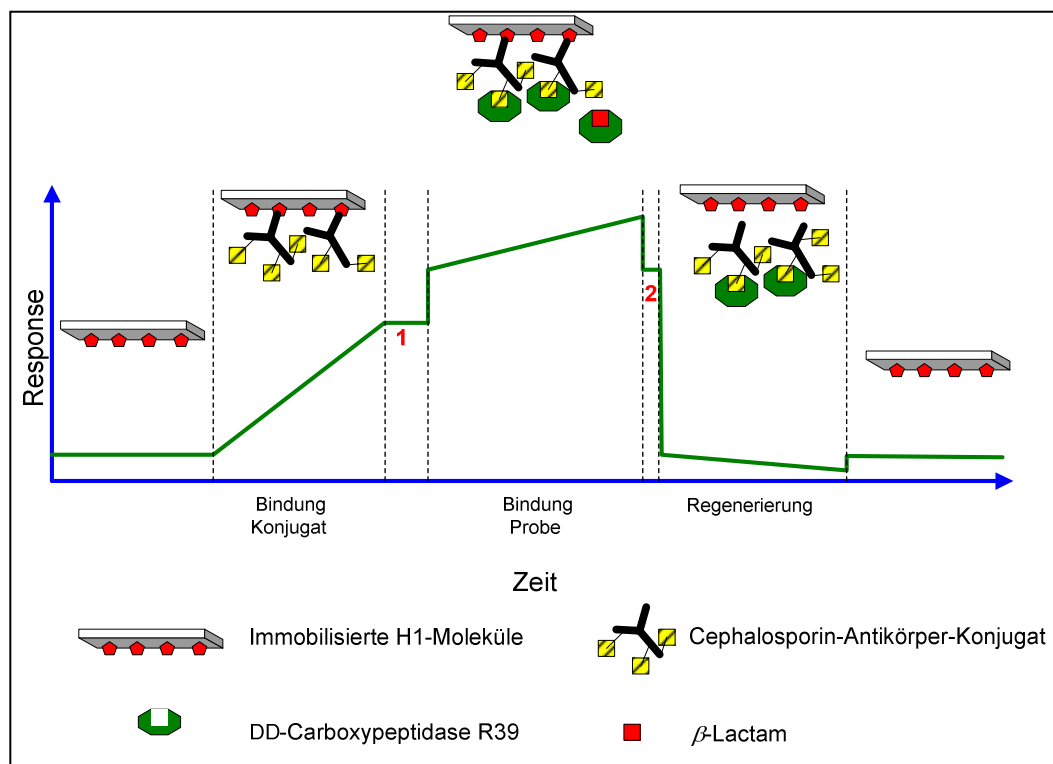 Response
1
2
Bindung
Konjugat
Bindung
Probe
Regenerierung
Zeit
Immobilisierte H1-Moleküle
Cephalosporin-Antikörper-Konjugat
DD-Carboxypeptidase R39
β-Lactam